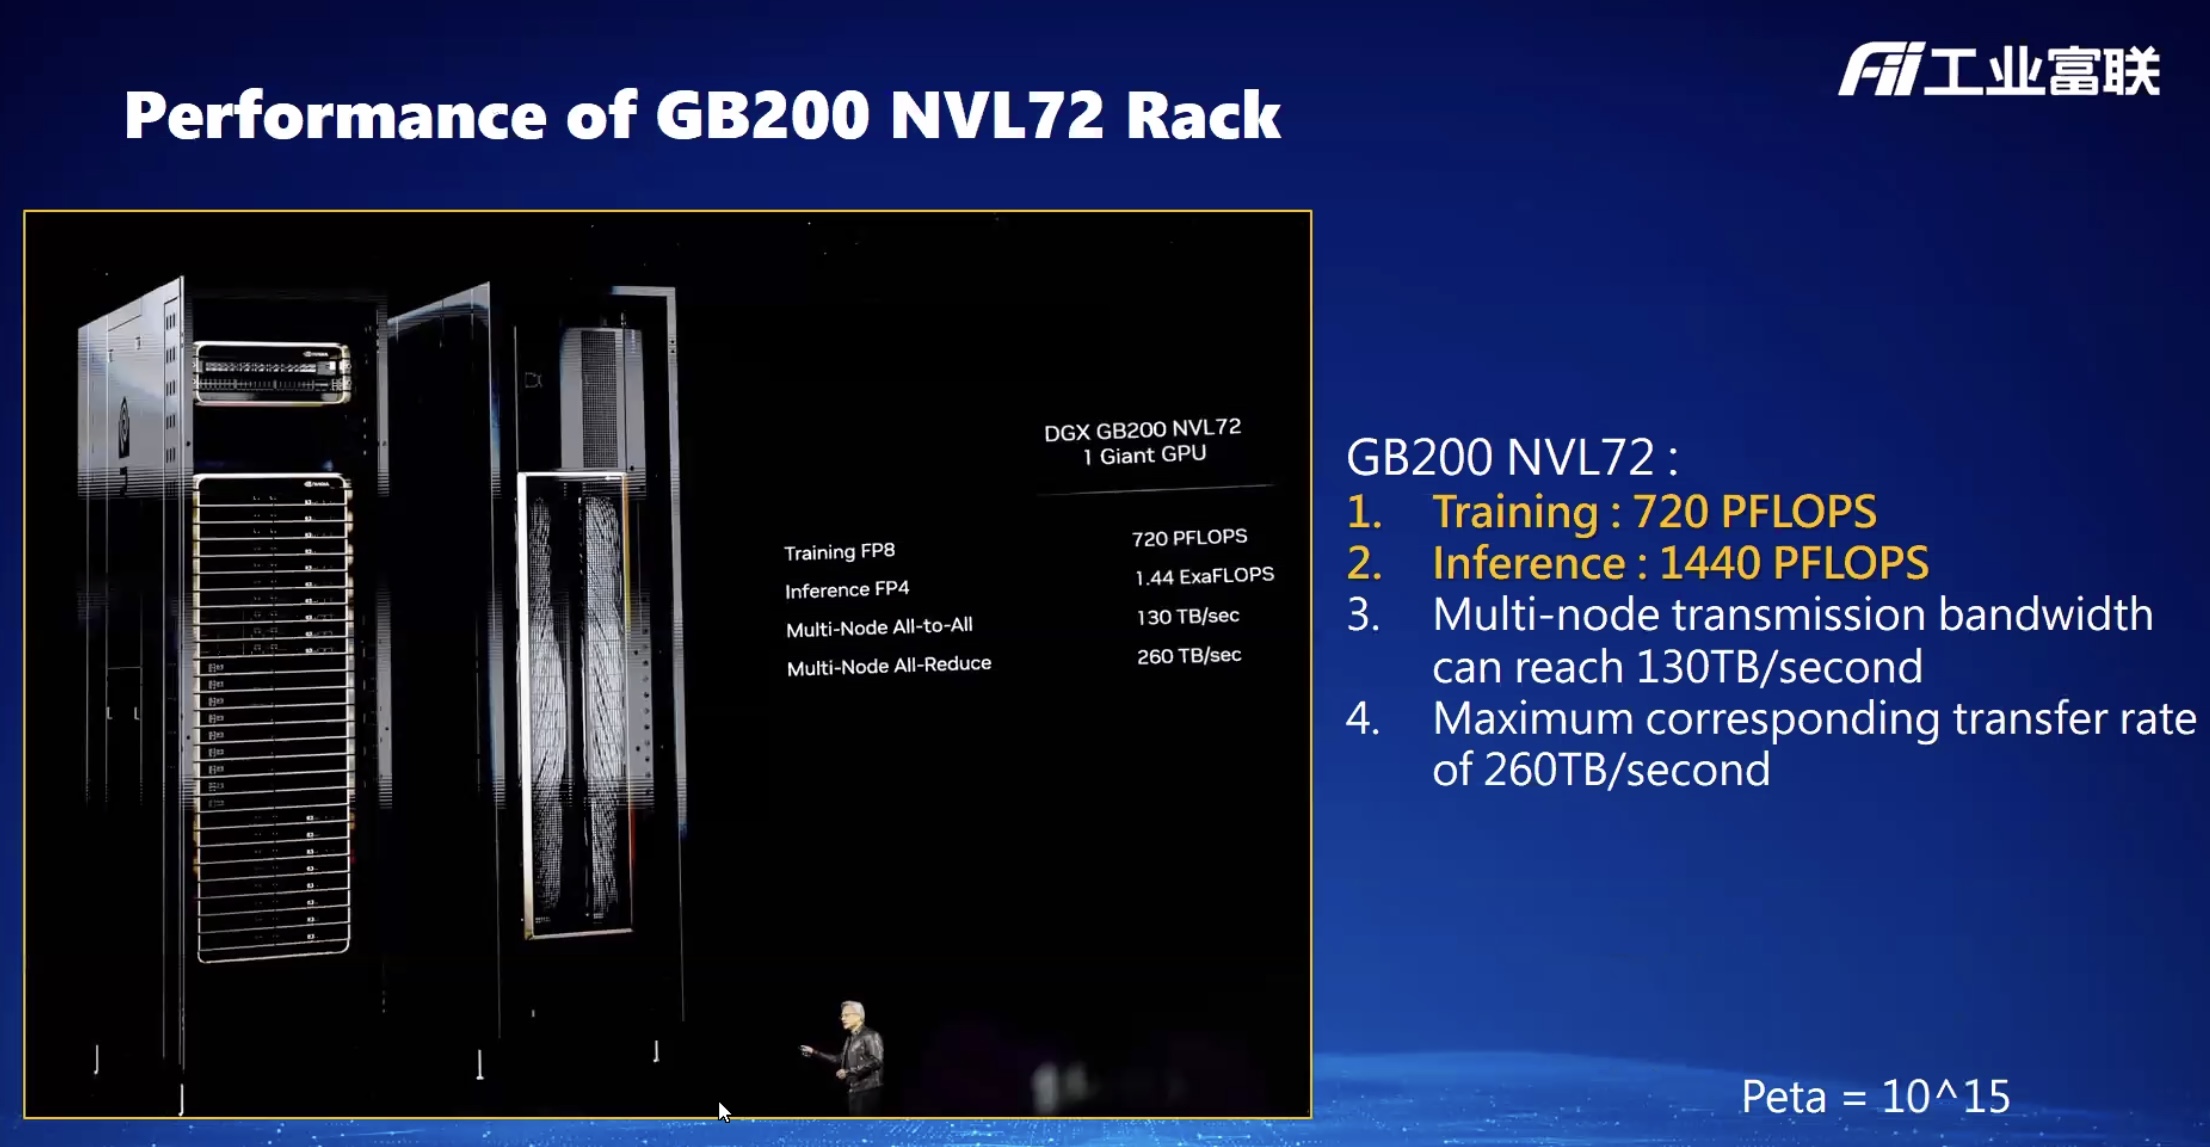 Fii工业富联
Performance of GB200 NVL72 Rack
DGX GB200 NVL72
1 Giant GPU
Training FP8 720 PFLOPS
Inference FP4 1.44 ExaFLOPS
Multi-Node All-to-All 130 TB/sec
Multi-Node All-Reduce 260 TB/sec
GB200 NVL72 :
1. Training : 720 PFLOPS
2. Inference : 1440 PFLOPS
3. Multi-node transmission bandwidth
can reach 130TB/second
4. Maximum corresponding transfer rate
of 260TB/second
Peta = 10^15